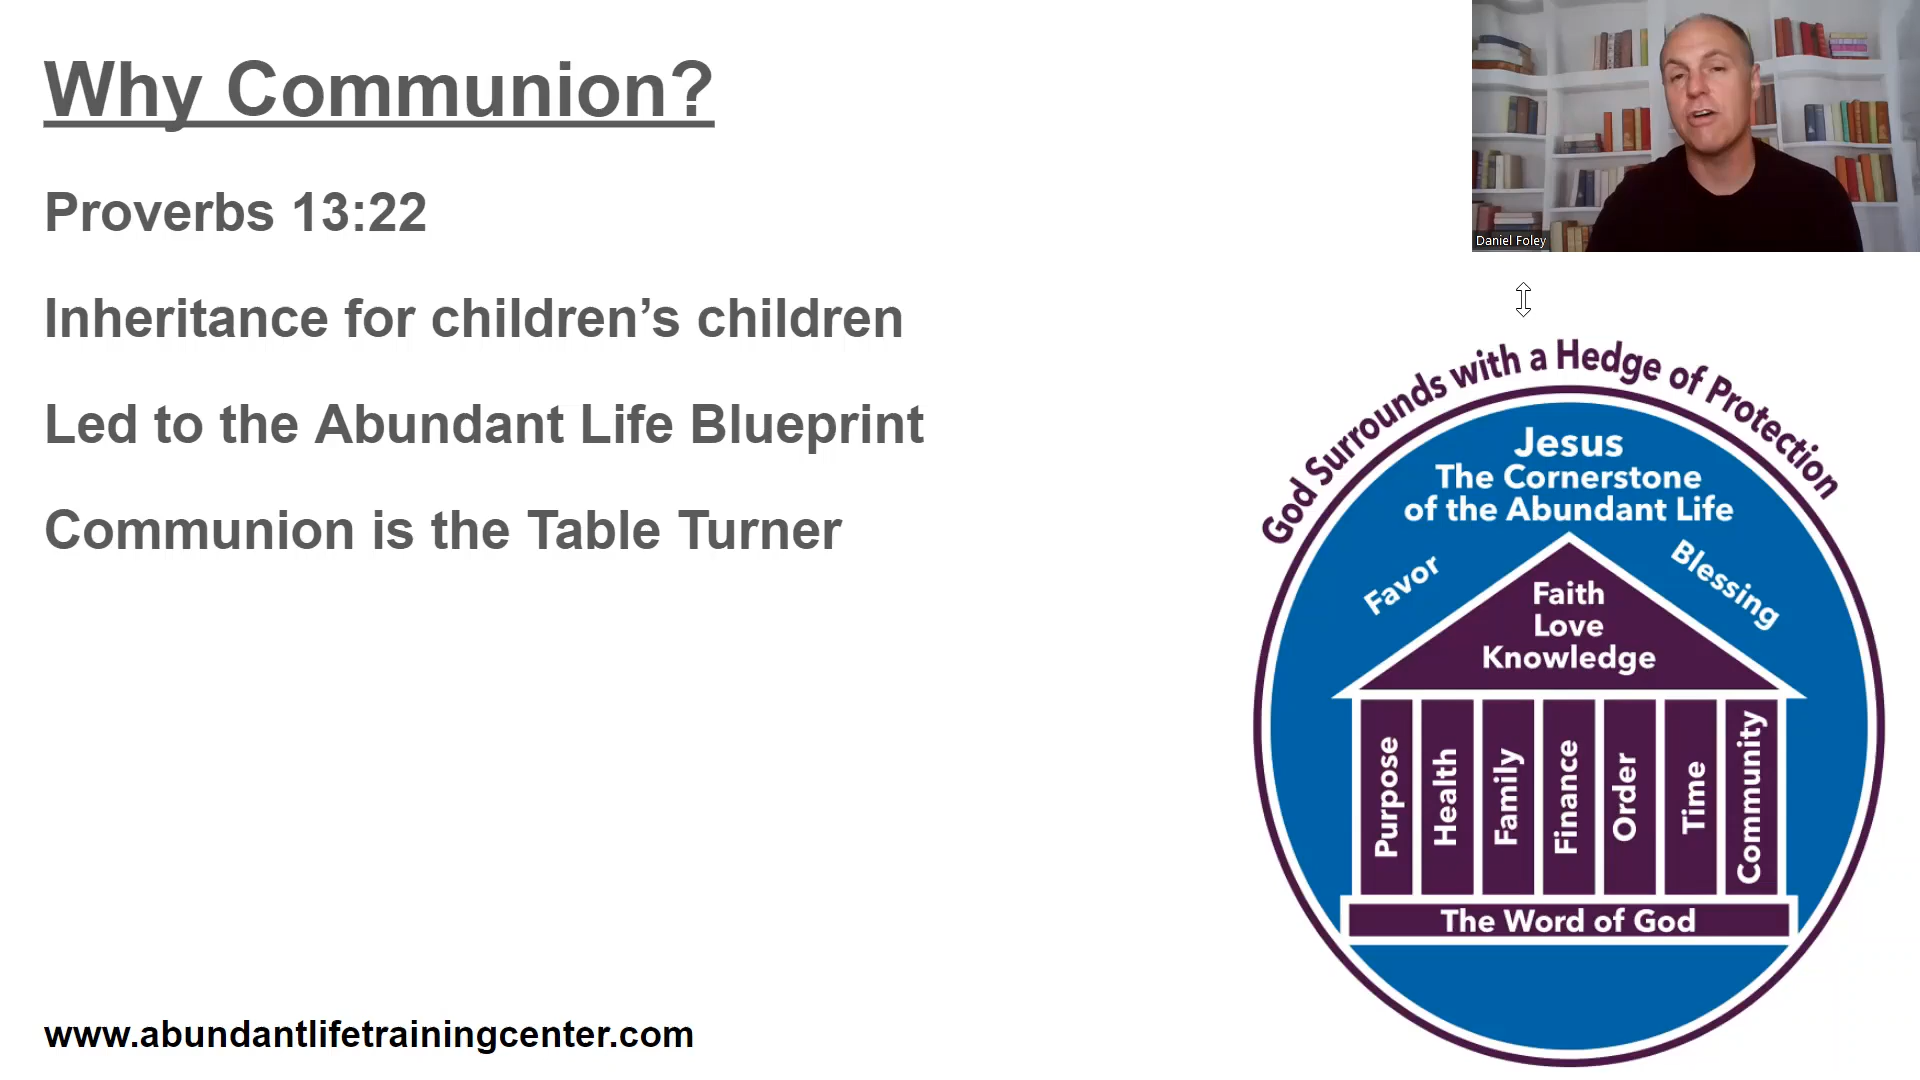 Why Communion?
Proverbs 13:22
Inheritance for children’s children
Led to the Abundant Life Blueprint
Communion is the Table Turner
www.abundantlifetrainingcenter.com
Daniel Foley
God Surrounds with a Hedge of Protection
Jesus
The Cornerstone
of the Abundant Life
Favor
Blessing
Faith
Love
Knowledge
Purpose
Health
Family
Finance
Order
Time
Community
The Word of God